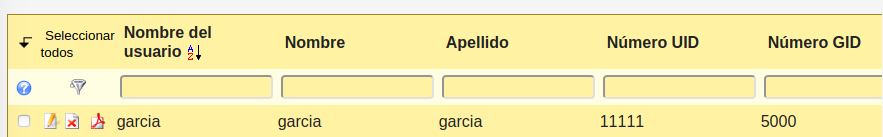 Seleccionar todos
Nombre del usuario
Nombre
Apellido
Número UID
Número GID
garcia
garcia
garcia
11111
5000